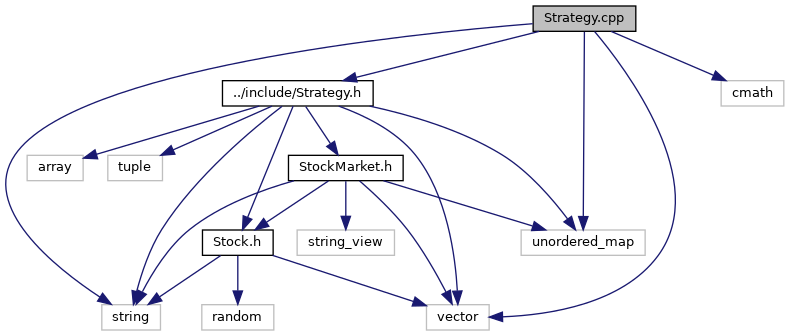 Strategy.cpp
../include/Strategy.h
cmath
array
tuple
StockMarket.h
Stock.h
string_view
unordered_map
string
random
vector